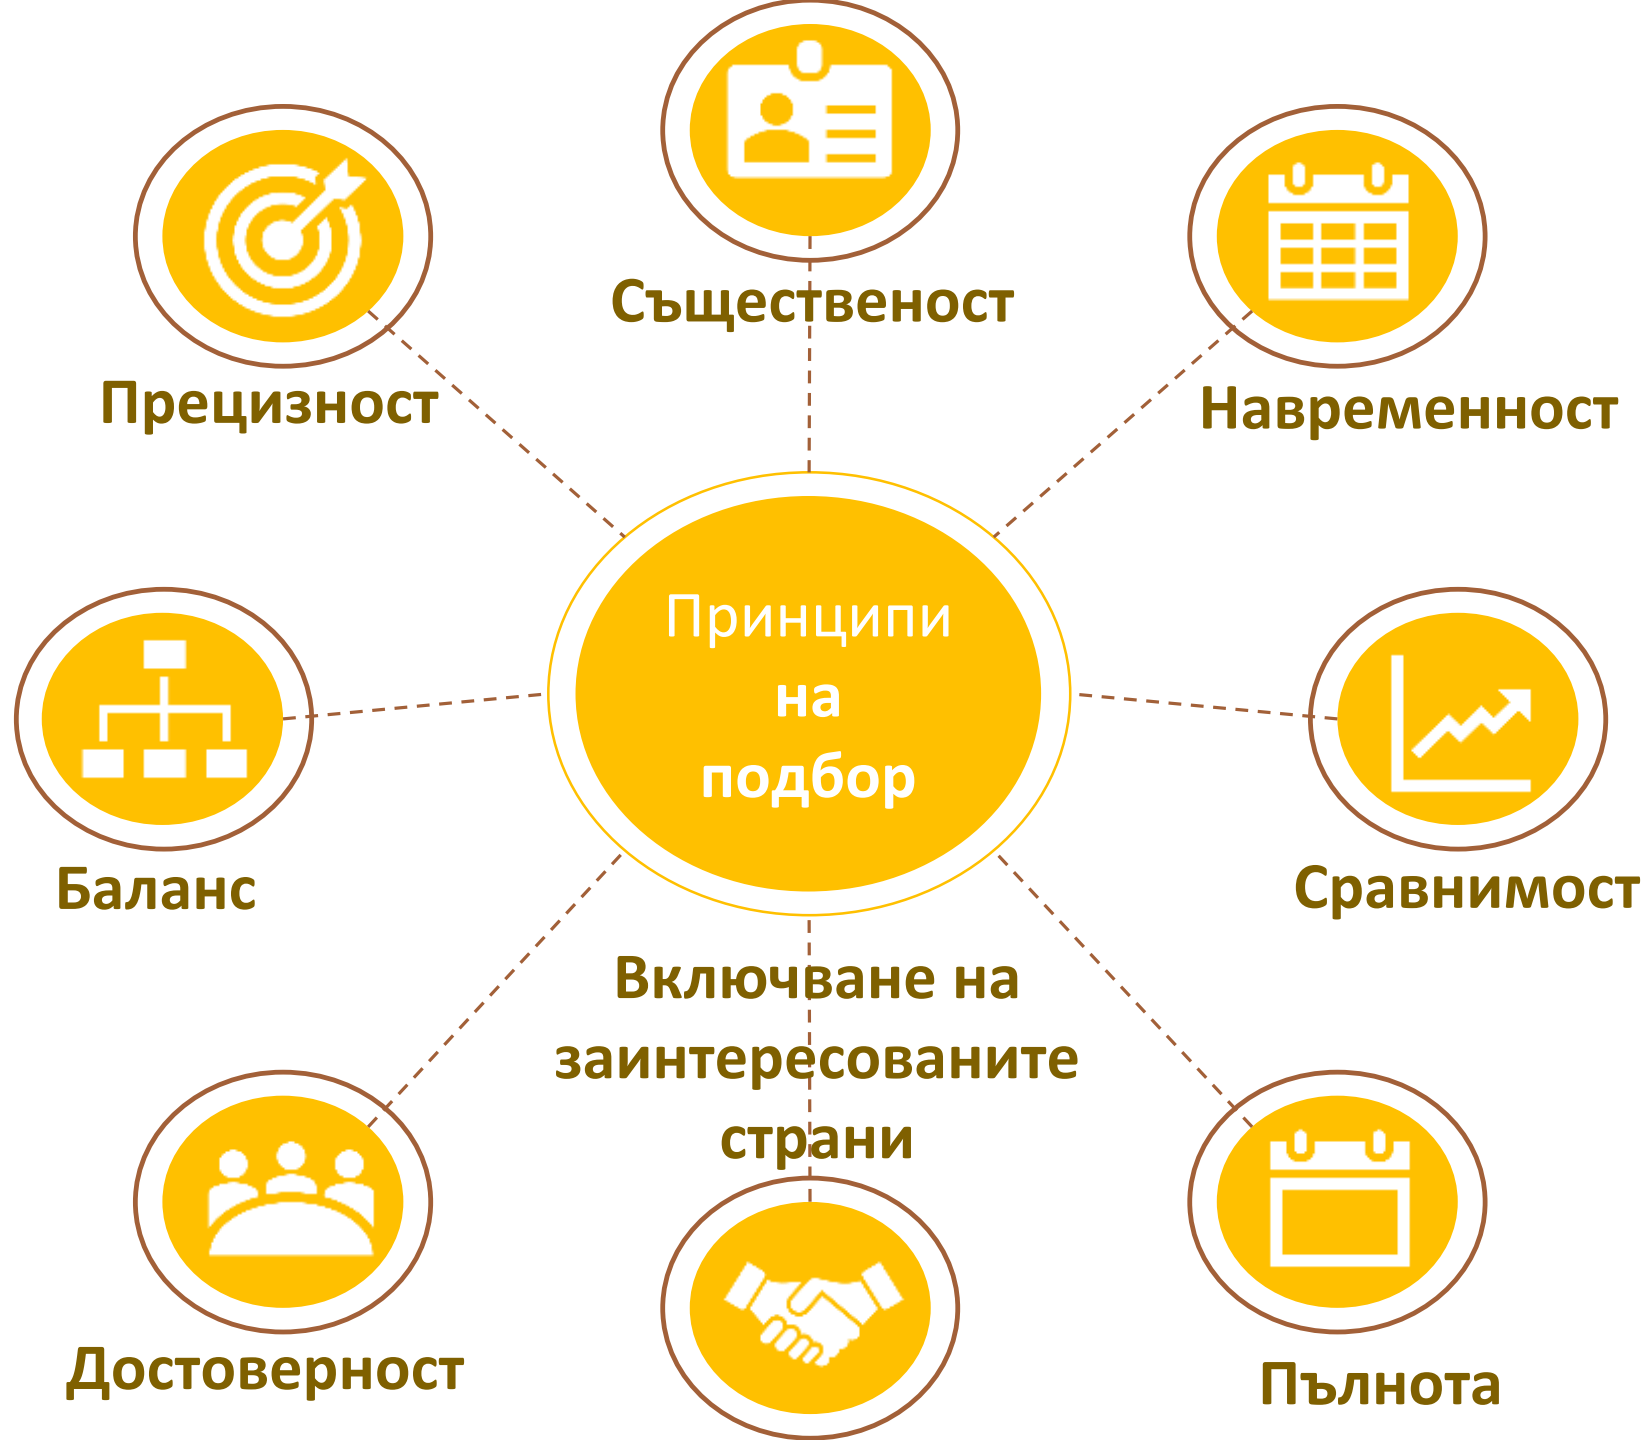 Същественост
Прецизност
Навременност
Принципи
на
подбор
Баланс
Сравнимост
Включване на
заинтересованите
страни
Достоверност
Пълнота